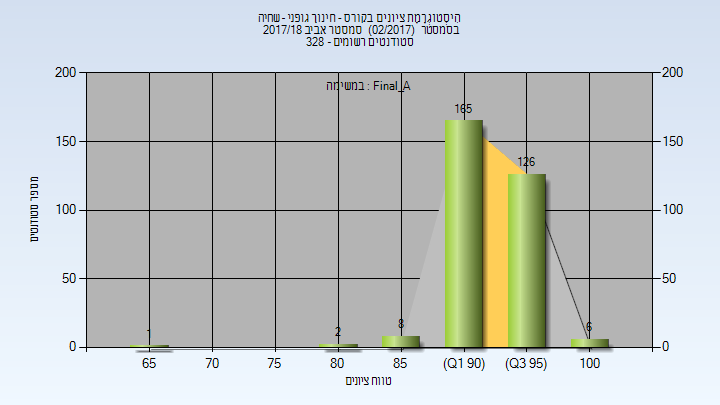 היסטוגרמת ציונים בקורס - חינוך גופני - שחיה
בסמסטר (02/2017) סמסטר אביב 2017/18
סטודנטים רשומים - 328
במשימה : Final_A
200 200
150 150
100 100
50 50
0 0
1 2 8 165 126 6
65 70 75 80 85 (Q1 90) (Q3 95) 100
מספר סטודנטים
טווח ציונים